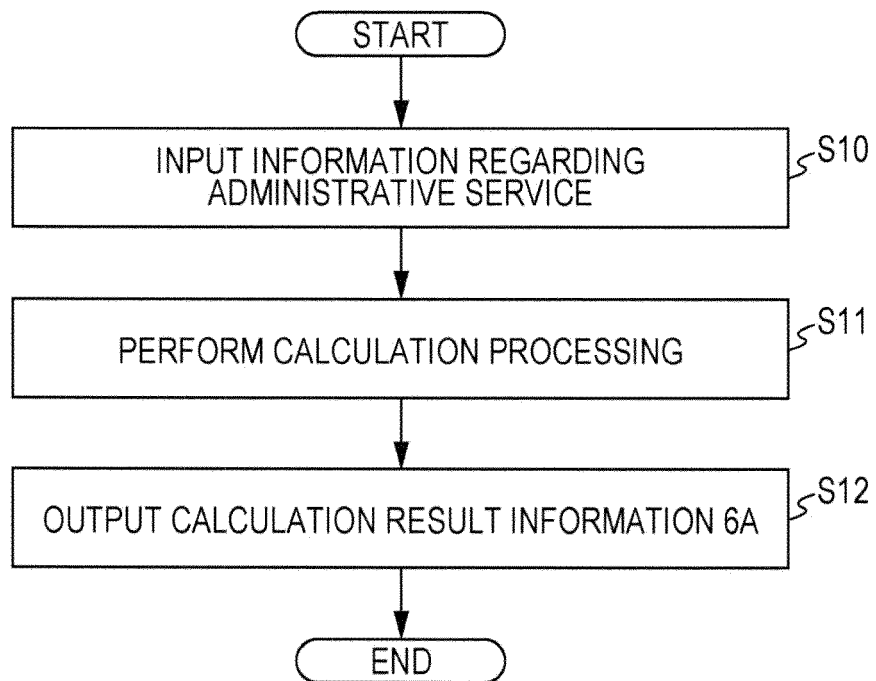 START
INPUT INFORMATION REGARDING
ADMINISTRATIVE SERVICE
S10
PERFORM CALCULATION PROCESSING
S11
OUTPUT CALCULATION RESULT INFORMATION 6A
S12
END